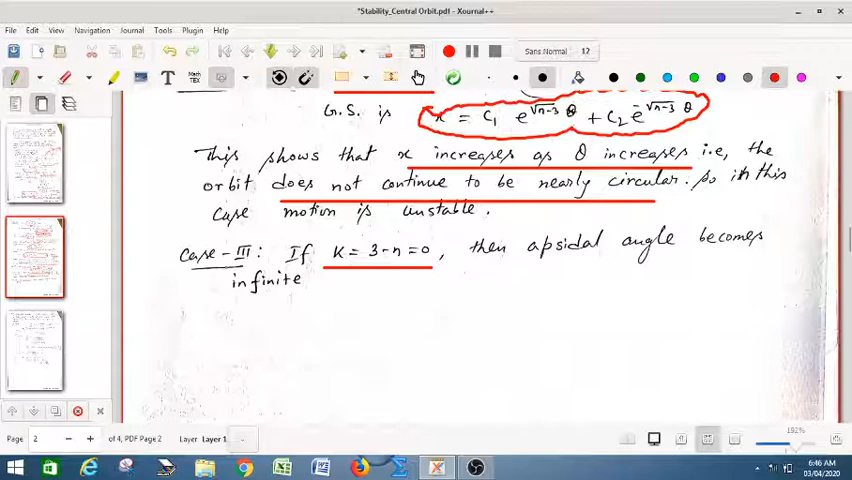 *Stability_Central Orbit.pdf - Xournal++
File Edit View Navigation Journal Tools Plugin Help
Sans Normal 12
T Math TEX
G.S. is x = C₁ e^{√(n-3) θ} + C₂ e^{-√(n-3) θ}
This shows that x increases as θ increases i.e, the
orbit does not continue to be nearly circular. So in this
case motion is unstable.
Case-III: If K = 3-n = 0, then apsidal angle becomes
infinite
Page 2 of 4, PDF Page 2 Layer Layer 1
192%
6:46 AM
03/04/2020